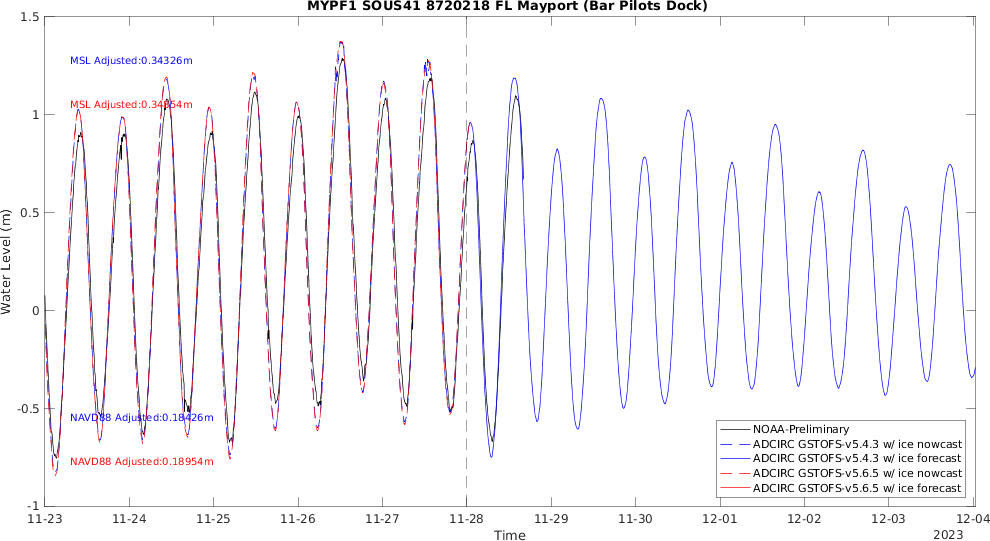 MYPF1 SOUS41 8720218 FL Mayport (Bar Pilots Dock)
1.5
MSL Adjusted:0.34326m
MSL Adjusted:0.34854m
1
0.5
Water Level (m)
0
-0.5
NAVD88 Adjusted:0.18426m
NAVD88 Adjusted:0.18954m
-1
NOAA-Preliminary
ADCIRC GSTOFS-v5.4.3 w/ ice nowcast
ADCIRC GSTOFS-v5.4.3 w/ ice forecast
ADCIRC GSTOFS-v5.6.5 w/ ice nowcast
ADCIRC GSTOFS-v5.6.5 w/ ice forecast
11-23 11-24 11-25 11-26 11-27 11-28 11-29 11-30 12-01 12-02 12-03 12-04
Time
2023